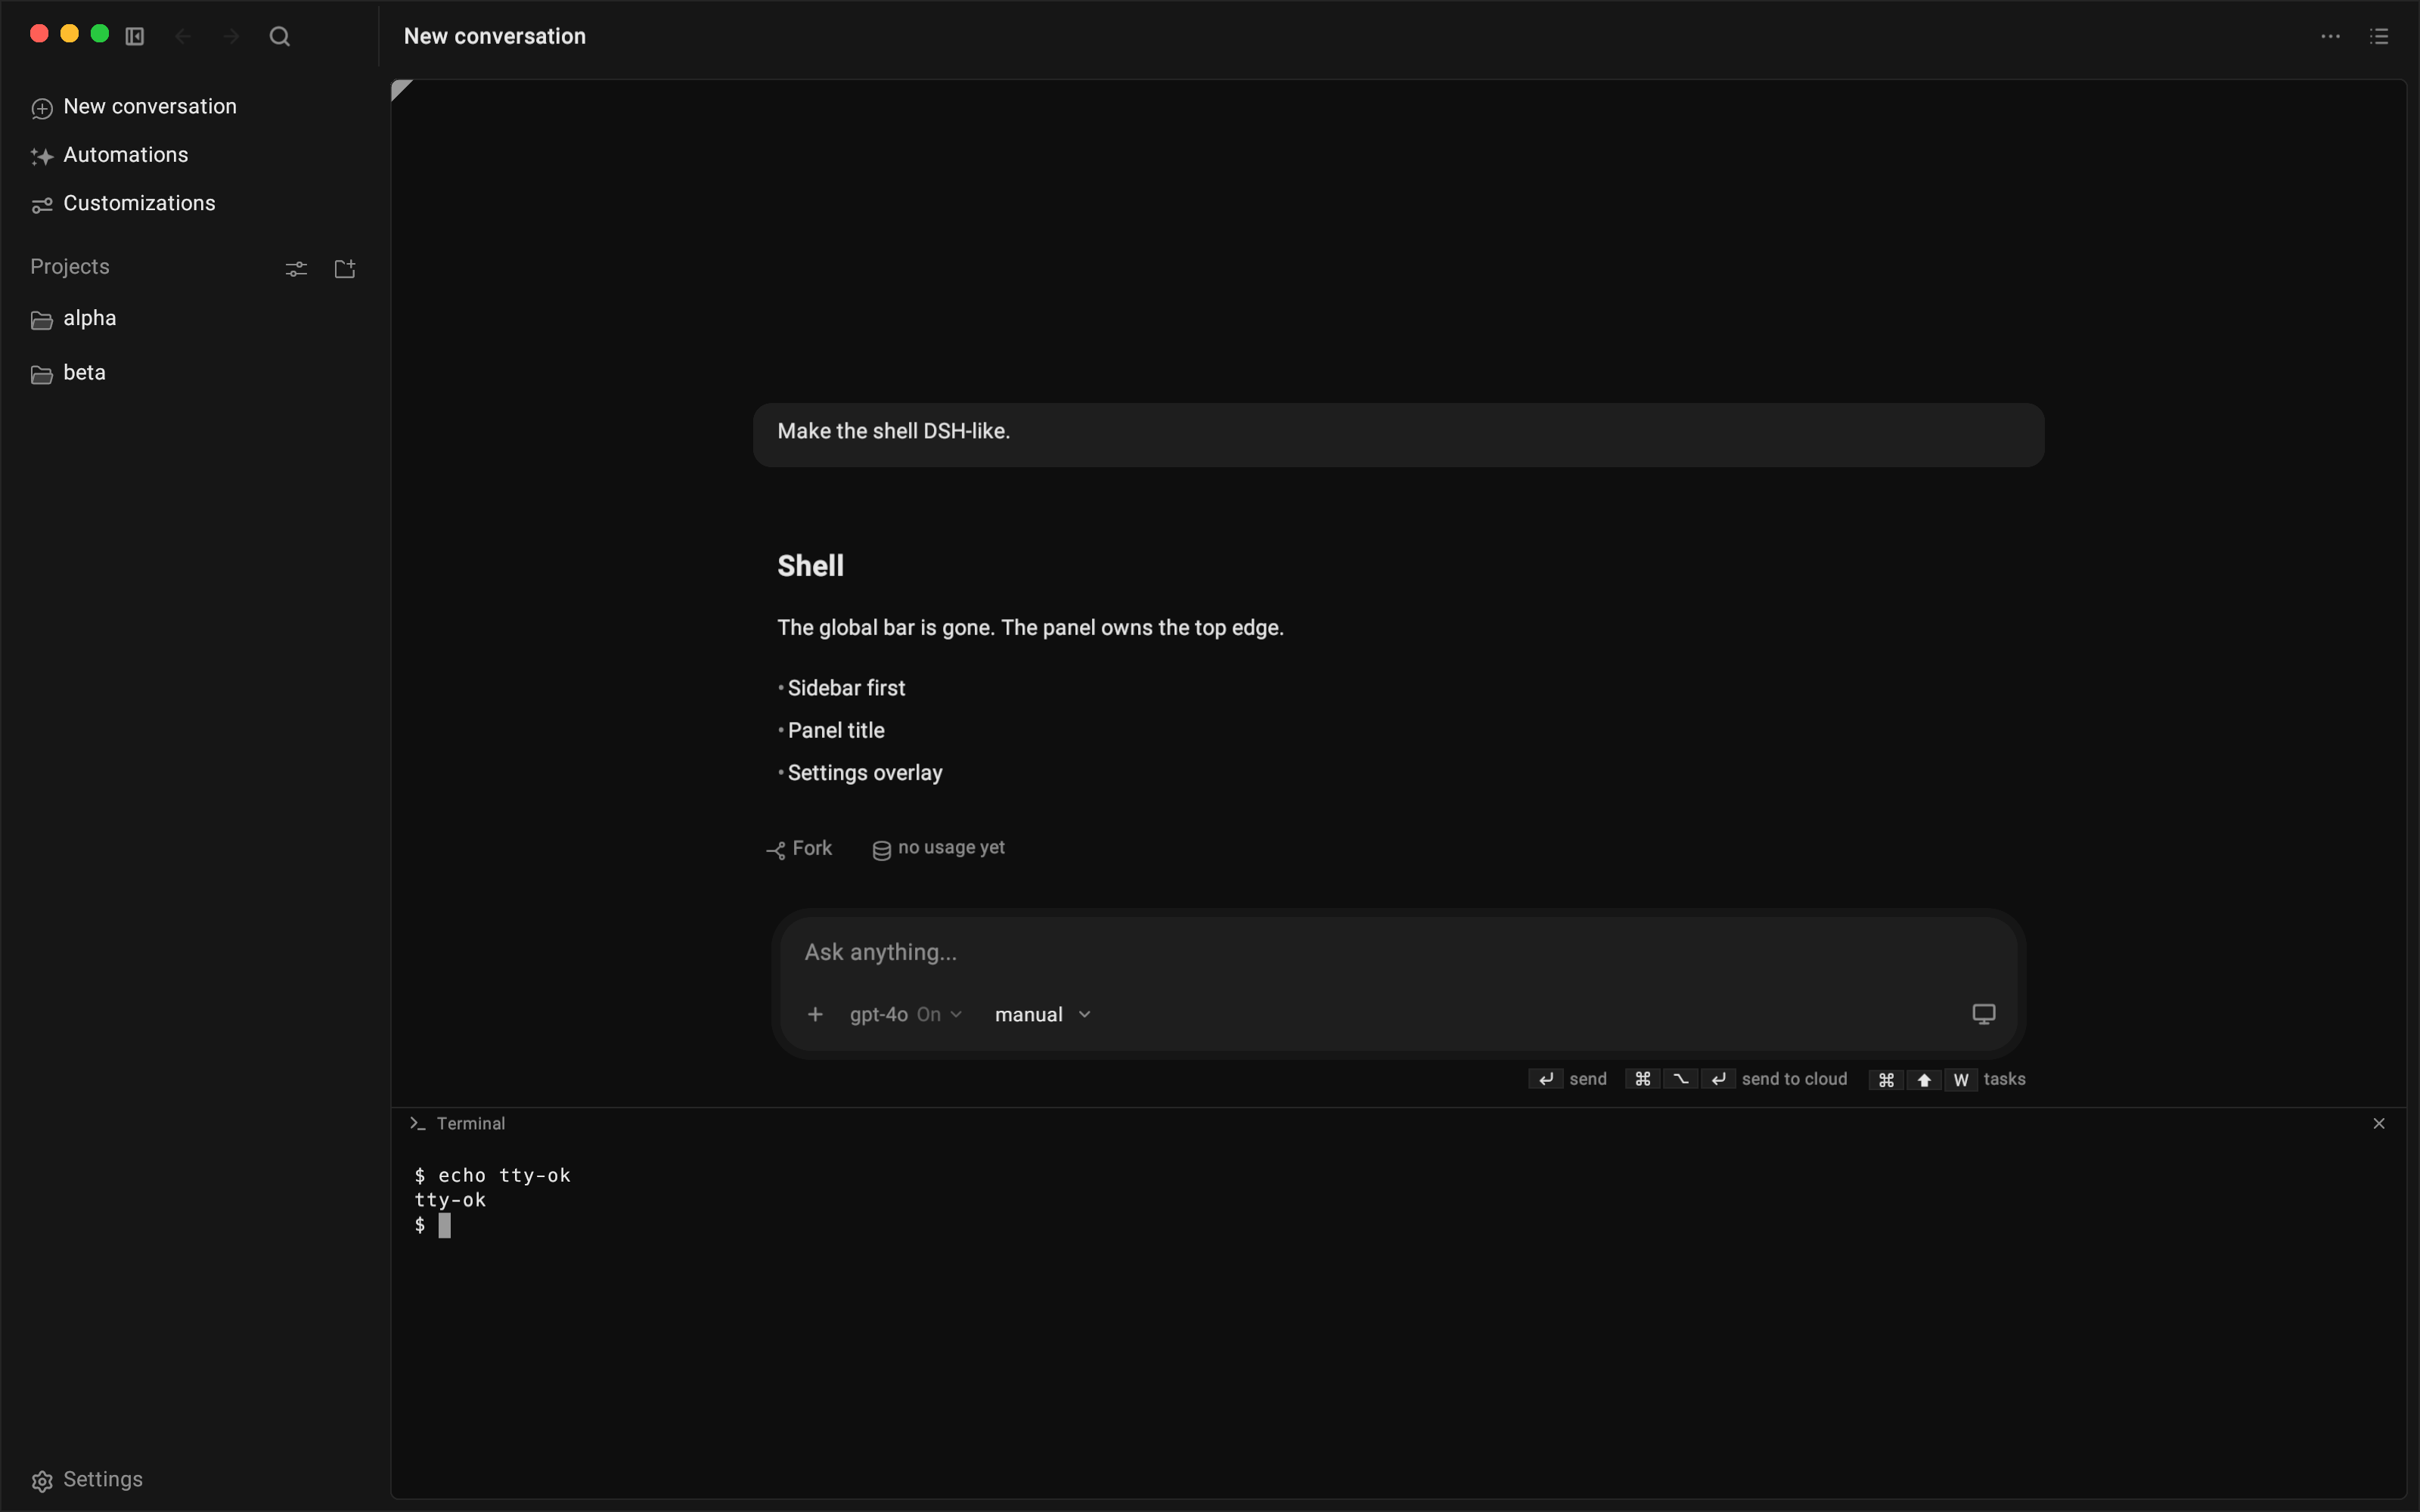 New conversation
New conversation
Automations
Customizations
Projects
alpha
beta
Settings
Make the shell DSH-like.
Shell
The global bar is gone. The panel owns the top edge.
• Sidebar first
• Panel title
• Settings overlay
Fork no usage yet
Ask anything...
+ gpt-4o On manual
↵ send ⌘ ⌥ ↵ send to cloud ⌘ ⬆ W tasks
Terminal
$ echo tty-ok
tty-ok
$